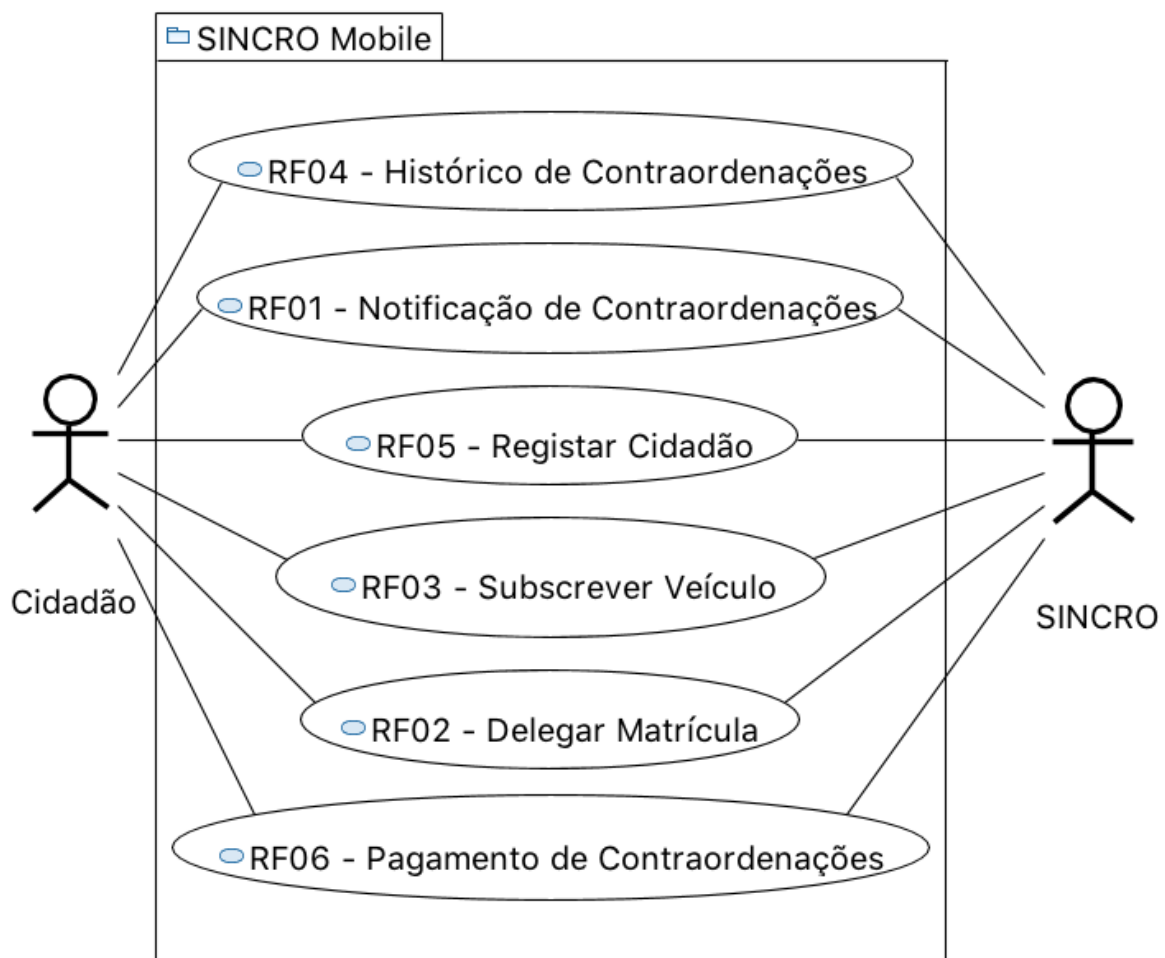 SINCRO Mobile
RF04 - Histórico de Contraordenações
RF01 - Notificação de Contraordenações
RF05 - Registar Cidadão
RF03 - Subscrever Veículo
Cidadão
SINCRO
RF02 - Delegar Matrícula
RF06 - Pagamento de Contraordenações